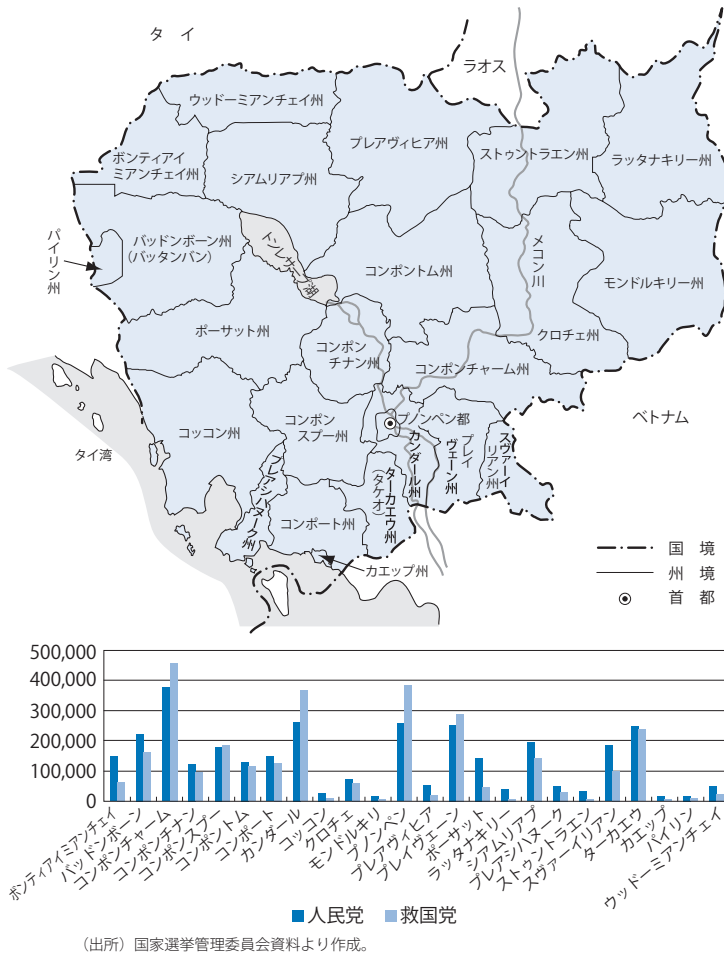 タ イ
ラオス
ウッドーミアンチェイ州
プレアヴィヒア州
ストゥントラエン州
ラッタナキリー州
ボンティアイ
ミアンチェイ州
シアムリアプ州
パイリン州
バッドンボーン州
(バッタンバン)
トンレサープ湖
コンポントム州
メコン川
モンドルキリー州
ポーサット州
コンポン
チナン州
クロチェ州
コンポンチャーム州
ベトナム
コッコン州
コンポン
スプー州
プノンペン都
カンダール州
プレイ
ヴェーン州
スヴァーイ
リアン州
タイ湾
プレアシハヌーク州
ターカエウ州
(タケオ)
コンポート州
カエップ州
国 境
州 境
首 都
500,000
400,000
300,000
200,000
100,000
0
ボンティアイミアンチェイ
バッドンボーン
コンポンチャーム
コンポンチナン
コンポンスプー
コンポントム
コンポート
カンダール
コッコン
クロチェ
モンドルキリ
プノンペン
プレアヴィヒア
プレイヴェーン
ポーサット
ラッタナキリー
シアムリアプ
プレアシハヌーク
ストゥントラエン
スヴァーイリアン
ターカエウ
カエップ
パイリン
ウッドーミアンチェイ
人民党 救国党
(出所) 国家選挙管理委員会資料より作成。